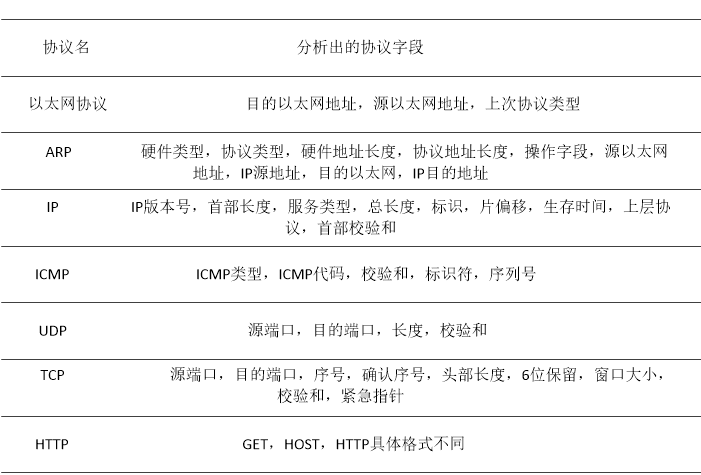 协议名 分析出的协议字段
以太网协议 目的以太网地址，源以太网地址，上次协议类型
ARP 硬件类型，协议类型，硬件地址长度，协议地址长度，操作字段，源以太网
地址，IP源地址，目的以太网，IP目的地址
IP IP版本号，首部长度，服务类型，总长度，标识，片偏移，生存时间，上层协
议，首部校验和
ICMP ICMP类型，ICMP代码，校验和，标识符，序列号
UDP 源端口，目的端口，长度，校验和
TCP 源端口，目的端口，序号，确认序号，头部长度，6位保留，窗口大小，
校验和，紧急指针
HTTP GET，HOST，HTTP具体格式不同